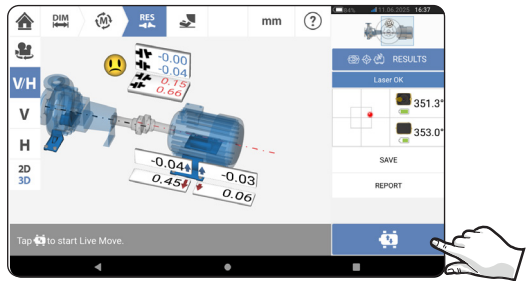 DIM
M
RES
mm
?
84%
11.06.2025 16:37
V/H
V
H
2D
3D
-0.00
-0.04
0.15
0.66
-0.04
-0.03
0.45
0.06
RESULTS
Laser OK
351.3°
353.0°
SAVE
REPORT
Tap to start Live Move.